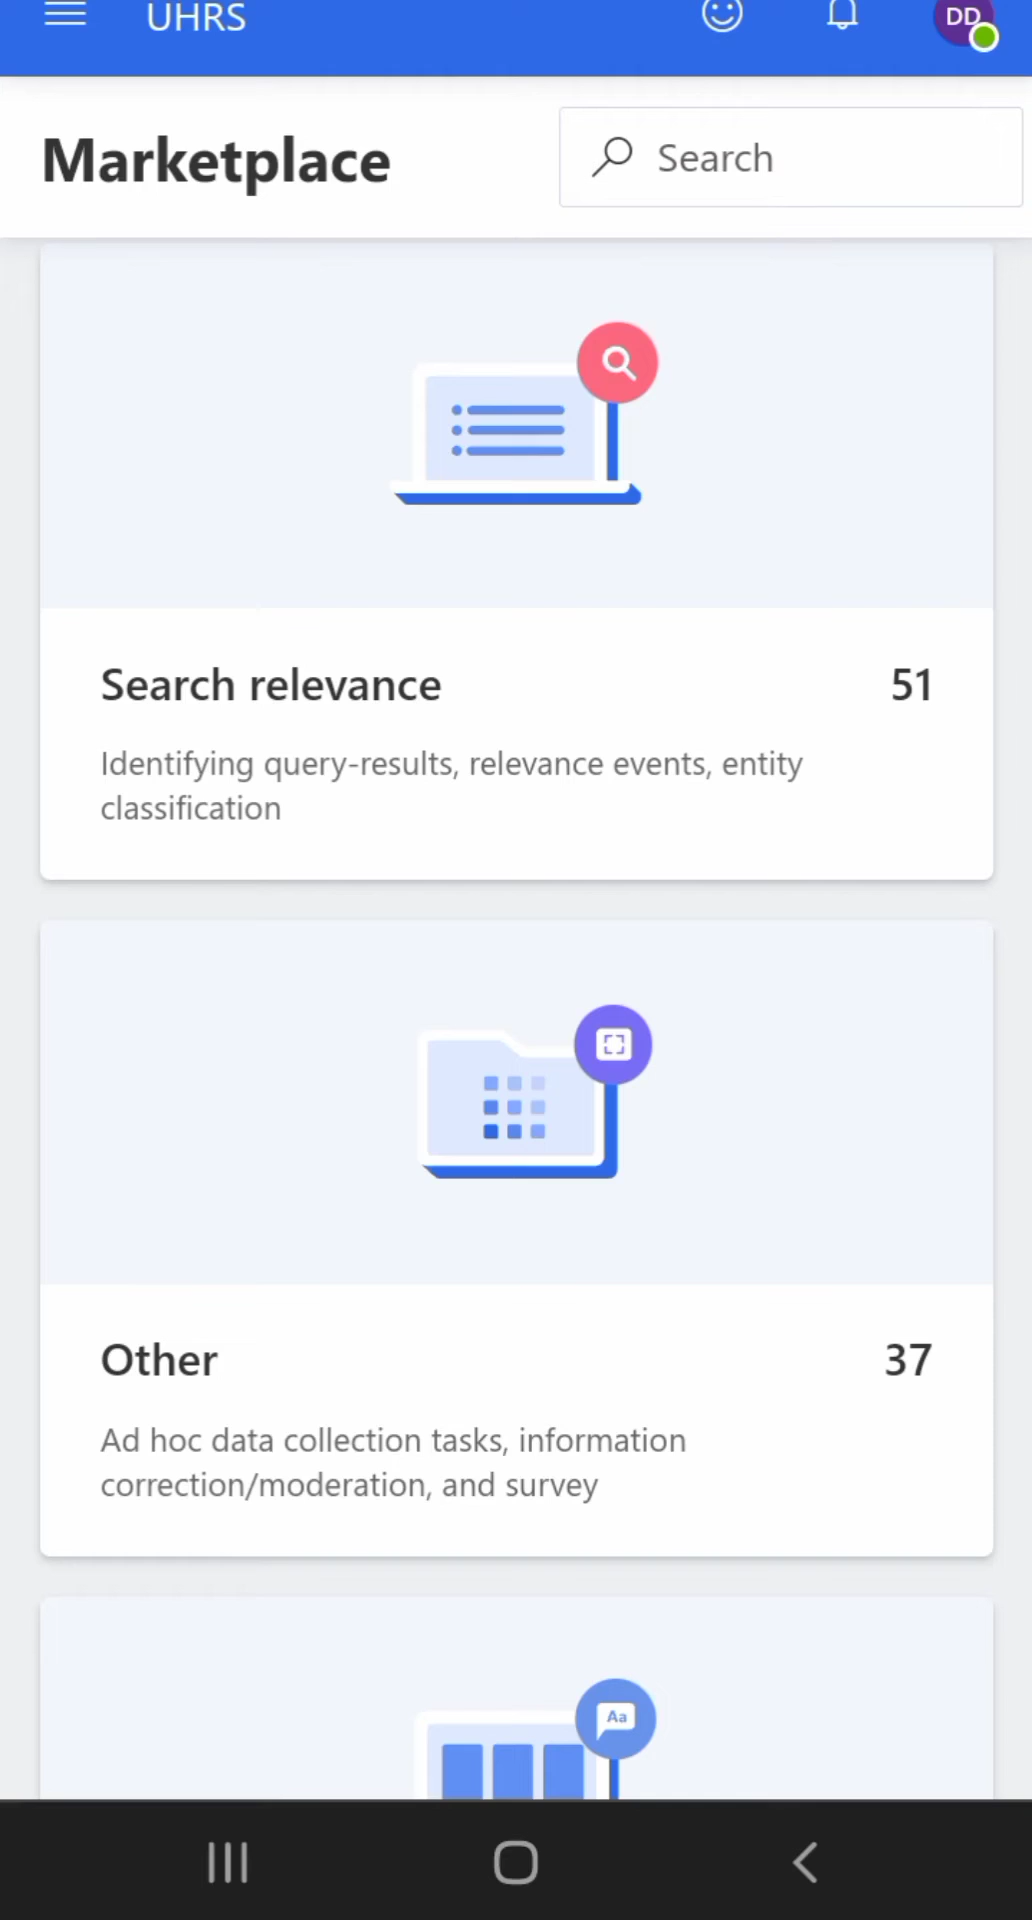 UHRS
DD
Marketplace
Search
Search relevance 51
Identifying query-results, relevance events, entity
classification
Other 37
Ad hoc data collection tasks, information
correction/moderation, and survey
Aa